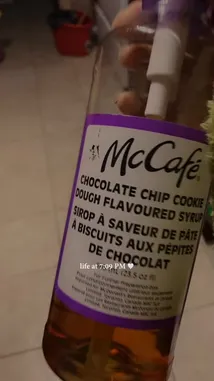 McCafé
CHOCOLATE CHIP COOKIE
DOUGH FLAVOURED SYRUP
SIROP À SAVEUR DE PÂTE
À BISCUITS AUX PÉPITES
DE CHOCOLAT
life at 7:09 PM 🤍